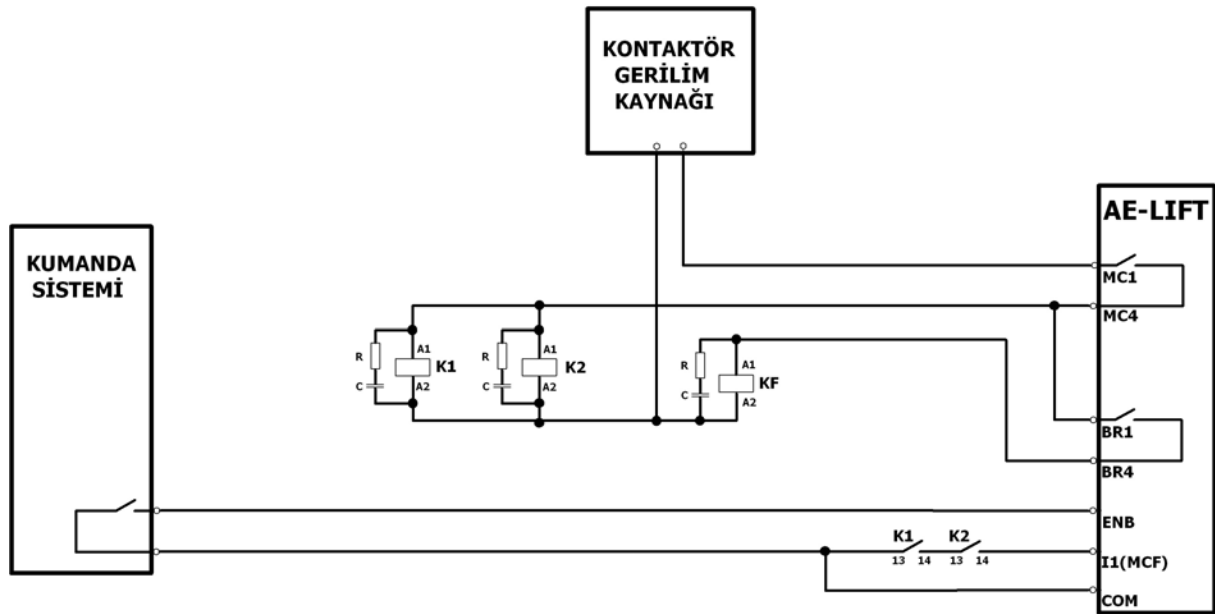 KONTAKTÖR
GERİLİM
KAYNAĞI
AE-LIFT
KUMANDA
SİSTEMİ
MC1
MC4
R
C
A1
A2
K1
R
C
A1
A2
K2
R
C
A1
A2
KF
BR1
BR4
ENB
K1
K2
13 14
13 14
I1(MCF)
COM